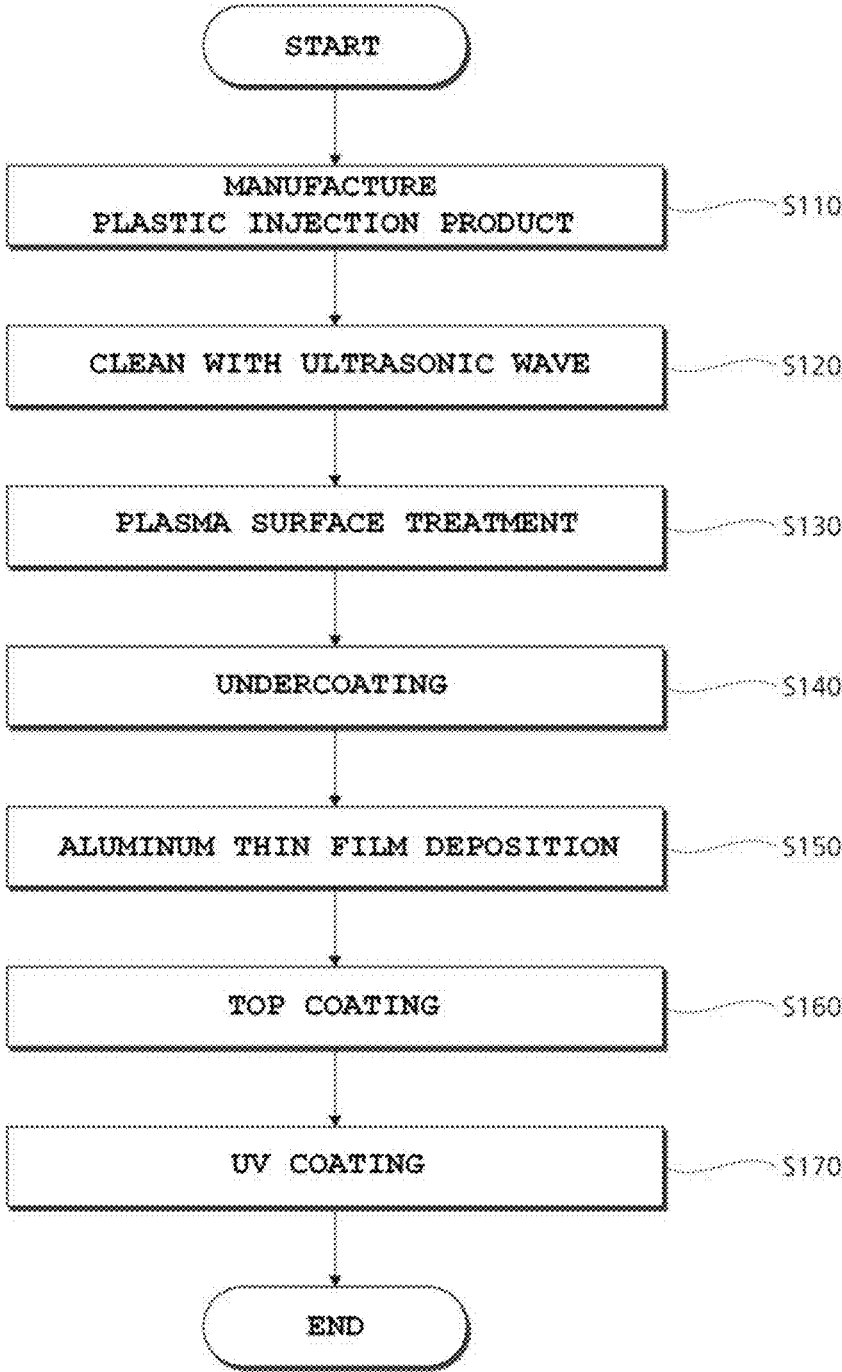 START
MANUFACTURE
PLASTIC INJECTION PRODUCT
S110
CLEAN WITH ULTRASONIC WAVE
S120
PLASMA SURFACE TREATMENT
S130
UNDERCOATING
S140
ALUMINUM THIN FILM DEPOSITION
S150
TOP COATING
S160
UV COATING
S170
END